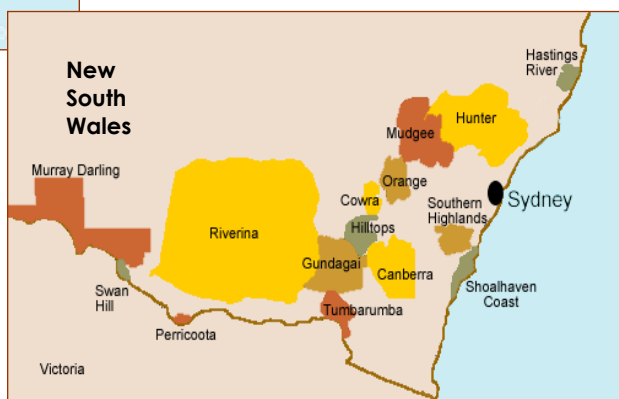 New
South
Wales
Hastings
River
Hunter
Mudgee
Murray Darling
Orange
Cowra
Southern
Highlands
Sydney
Riverina
Hilltops
Gundagai
Canberra
Swan
Hill
Shoalhaven
Coast
Tumbarumba
Perricoota
Victoria